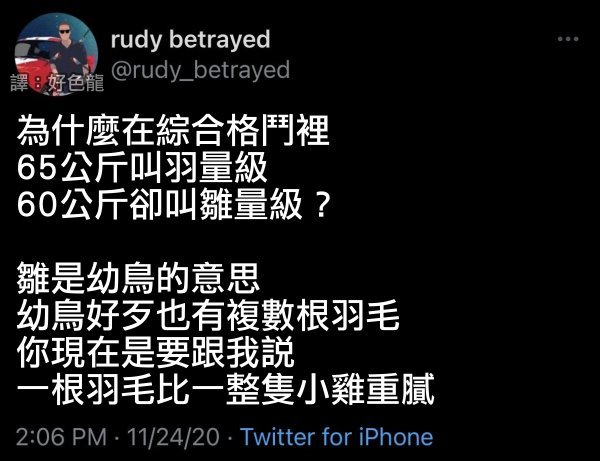 rudy betrayed
@rudy_betrayed
譯：好色龍
為什麼在綜合格鬥裡
65公斤叫羽量級
60公斤卻叫雛量級？
雛是幼鳥的意思
幼鳥好歹也有複數根羽毛
你現在是要跟我説
一根羽毛比一整隻小雞重膩
2:06 PM · 11/24/20 · Twitter for iPhone